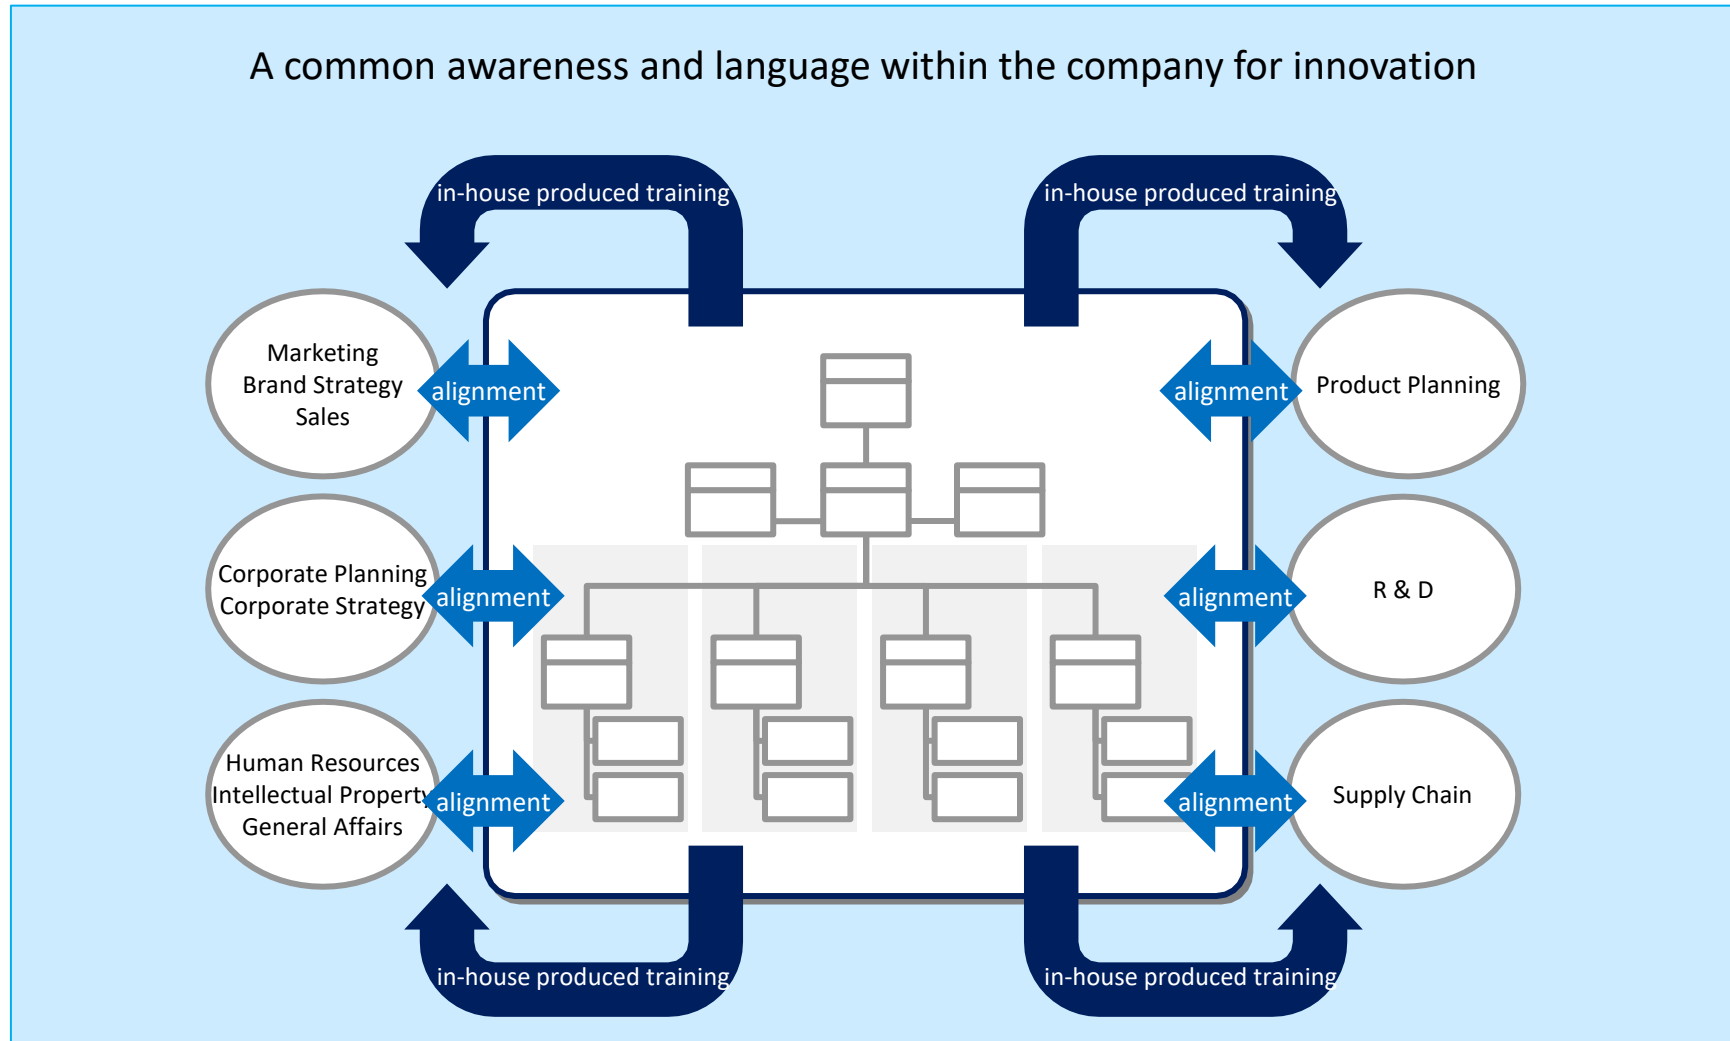 A common awareness and language within the company for innovation
in-house produced training
in-house produced training
Marketing
Brand Strategy
Sales
alignment
alignment
Product Planning
Corporate Planning
Corporate Strategy
alignment
alignment
R & D
Human Resources
Intellectual Property
General Affairs
alignment
alignment
Supply Chain
in-house produced training
in-house produced training